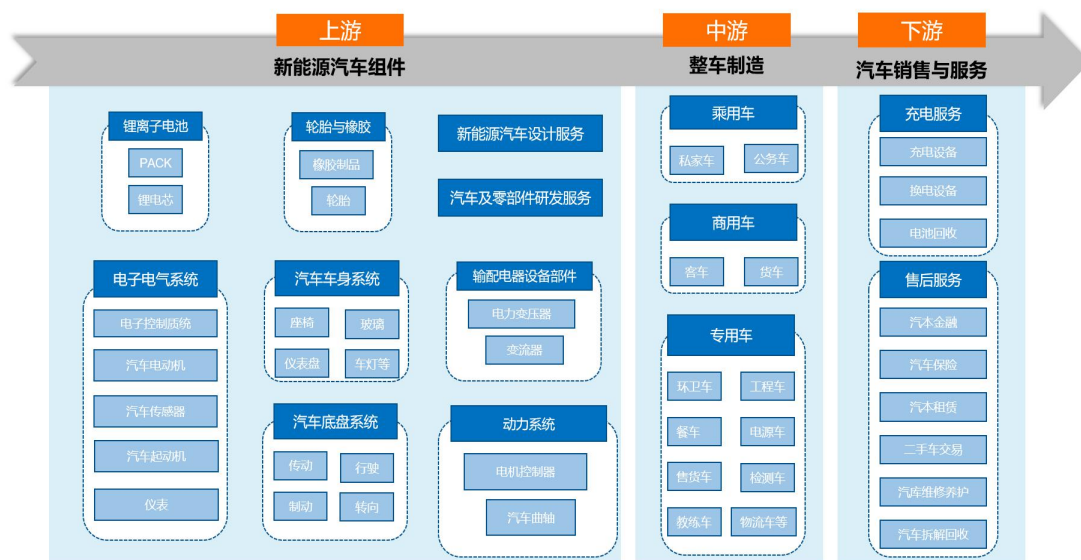 上游
新能源汽车组件
中游
整车制造
下游
汽车销售与服务
锂离子电池
PACK
锂电芯
轮胎与橡胶
橡胶制品
轮胎
新能源汽车设计服务
汽车及零部件研发服务
电子电气系统
电子控制质统
汽车电动机
汽车传感器
汽车起动机
仪表
汽车车身系统
座椅
玻璃
仪表盘
车灯等
输配电器设备部件
电力变压器
变流器
汽车底盘系统
传动
行驶
制动
转向
动力系统
电机控制器
汽车曲轴
乘用车
私家车
公务车
商用车
客车
货车
专用车
环卫车
工程车
餐车
电源车
售货车
检测车
教练车
物流车等
充电服务
充电设备
换电设备
电池回收
售后服务
汽本金融
汽车保险
汽本租赁
二手车交易
汽库维修养护
汽车拆解回收